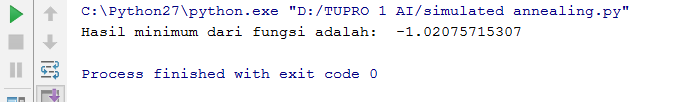 C:\Python27\python.exe "D:/TUPRO 1 AI/simulated annealing.py"
Hasil minimum dari fungsi adalah:  -1.02075715307
Process finished with exit code 0